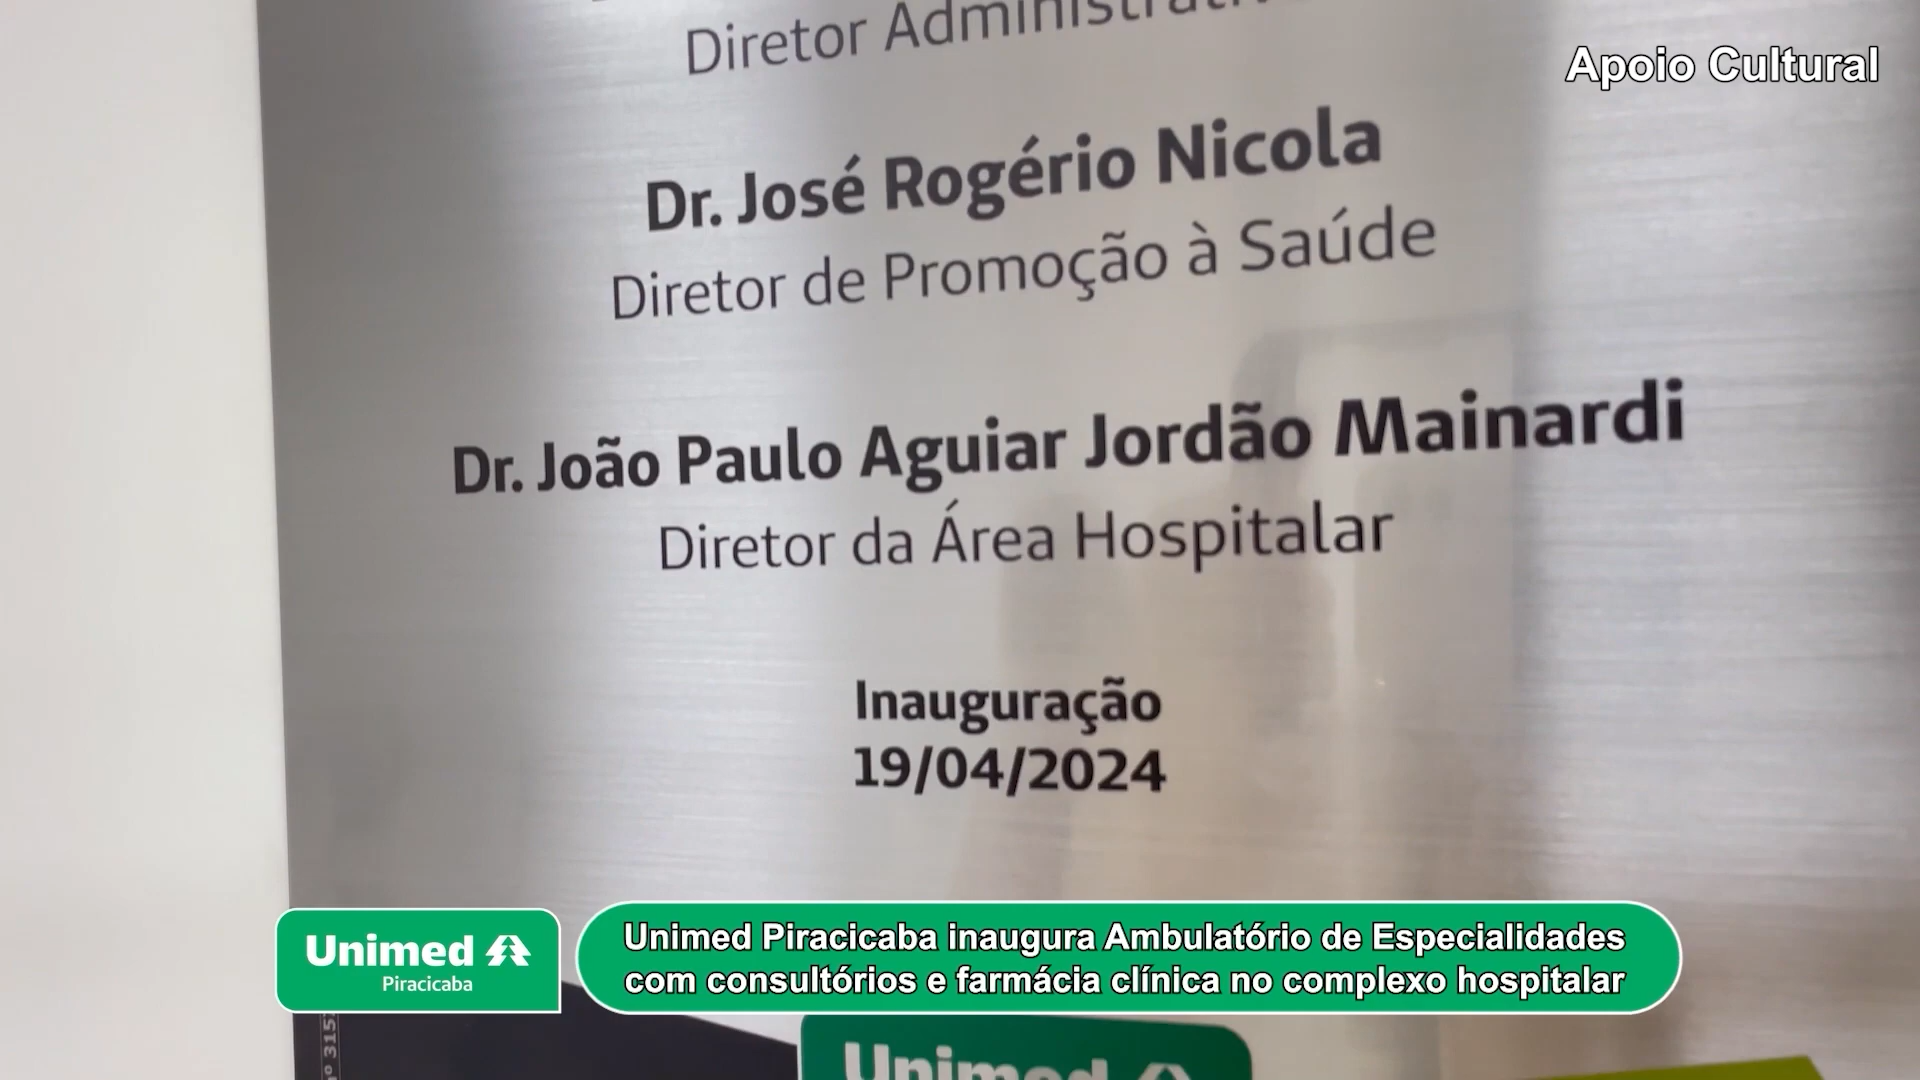 Diretor Administrativo
Apoio Cultural
Dr. José Rogério Nicola
Diretor de Promoção à Saúde
Dr. João Paulo Aguiar Jordão Mainardi
Diretor da Área Hospitalar
Inauguração
19/04/2024
Unimed
Piracicaba
Unimed Piracicaba inaugura Ambulatório de Especialidades
com consultórios e farmácia clínica no complexo hospitalar
Unimed